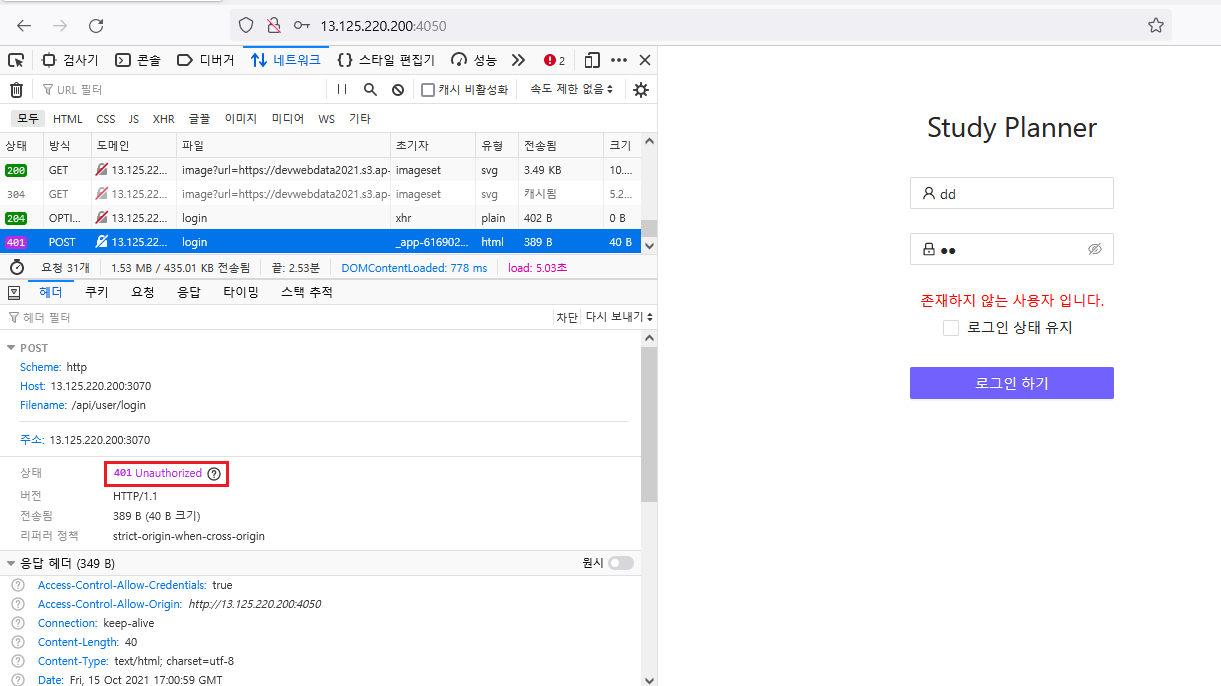 13.125.220.200:4050
검사기 콘솔 디버거 네트워크 스타일 편집기 성능 2
URL 필터 캐시 비활성화 속도 제한 없음
모두 HTML CSS JS XHR 글꼴 이미지 미디어 WS 기타
상태 방식 도메인 파일 초기자 유형 전송됨 크기
200 GET 13.125.22... image?url=https://devwebdata2021.s3.ap- imageset svg 3.49 KB 10....
304 GET 13.125.22... image?url=https://devwebdata2021.s3.ap- imageset svg 캐시됨 5.2...
204 OPTI... 13.125.22... login xhr plain 402 B 0 B
401 POST 13.125.22... login _app-616902... html 389 B 40 B
요청 31개 1.53 MB / 435.01 KB 전송됨 끝: 2.53분 DOMContentLoaded: 778 ms load: 5.03초
헤더 쿠키 요청 응답 타이밍 스택 추적
헤더 필터 차단 다시 보내기
POST
Scheme: http
Host: 13.125.220.200:3070
Filename: /api/user/login
주소: 13.125.220.200:3070
상태 401 Unauthorized
버전 HTTP/1.1
전송됨 389 B (40 B 크기)
리퍼러 정책 strict-origin-when-cross-origin
응답 헤더 (349 B) 원시
Access-Control-Allow-Credentials: true
Access-Control-Allow-Origin: http://13.125.220.200:4050
Connection: keep-alive
Content-Length: 40
Content-Type: text/html; charset=utf-8
Date: Fri, 15 Oct 2021 17:00:59 GMT
Study Planner
dd
존재하지 않는 사용자 입니다.
로그인 상태 유지
로그인 하기